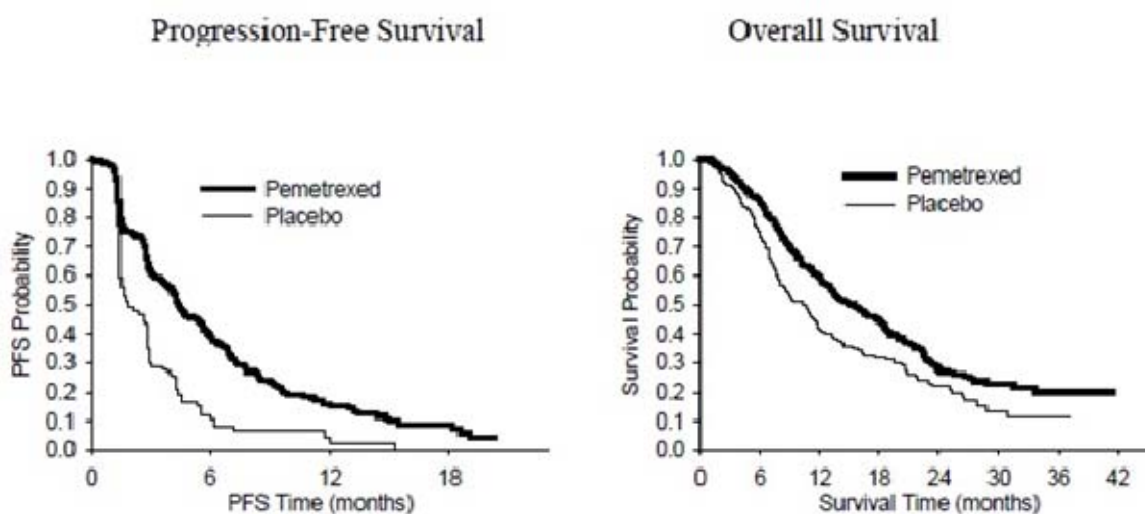 Progression-Free Survival
Overall Survival
1.0
0.9
0.8
0.7
0.6
0.5
0.4
0.3
0.2
0.1
0.0
PFS Probability
Pemetrexed
Placebo
0 6 12 18
PFS Time (months)
1.0
0.9
0.8
0.7
0.6
0.5
0.4
0.3
0.2
0.1
0.0
Survival Probability
Pemetrexed
Placebo
0 6 12 18 24 30 36 42
Survival Time (months)